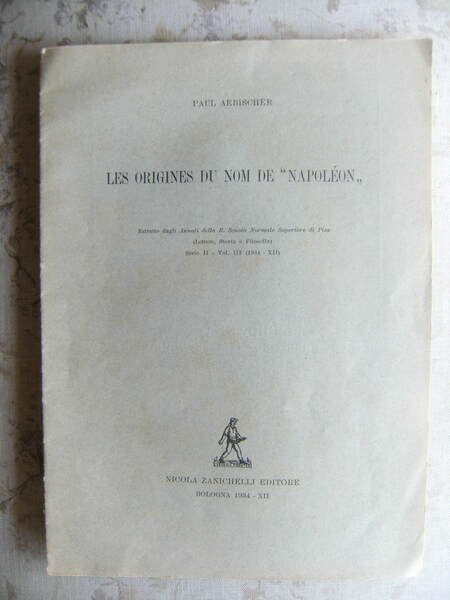 PAUL AEBISCHER
LES ORIGINES DU NOM DE "NAPOLÉON„
Estratto dagli Annali della R. Scuola Normale Superiore di Pisa
(Lettere, Storia e Filosofia)
Serie II - Vol. III (1934 - XII)
NICOLA ZANICHELLI EDITORE
BOLOGNA 1934 - XII